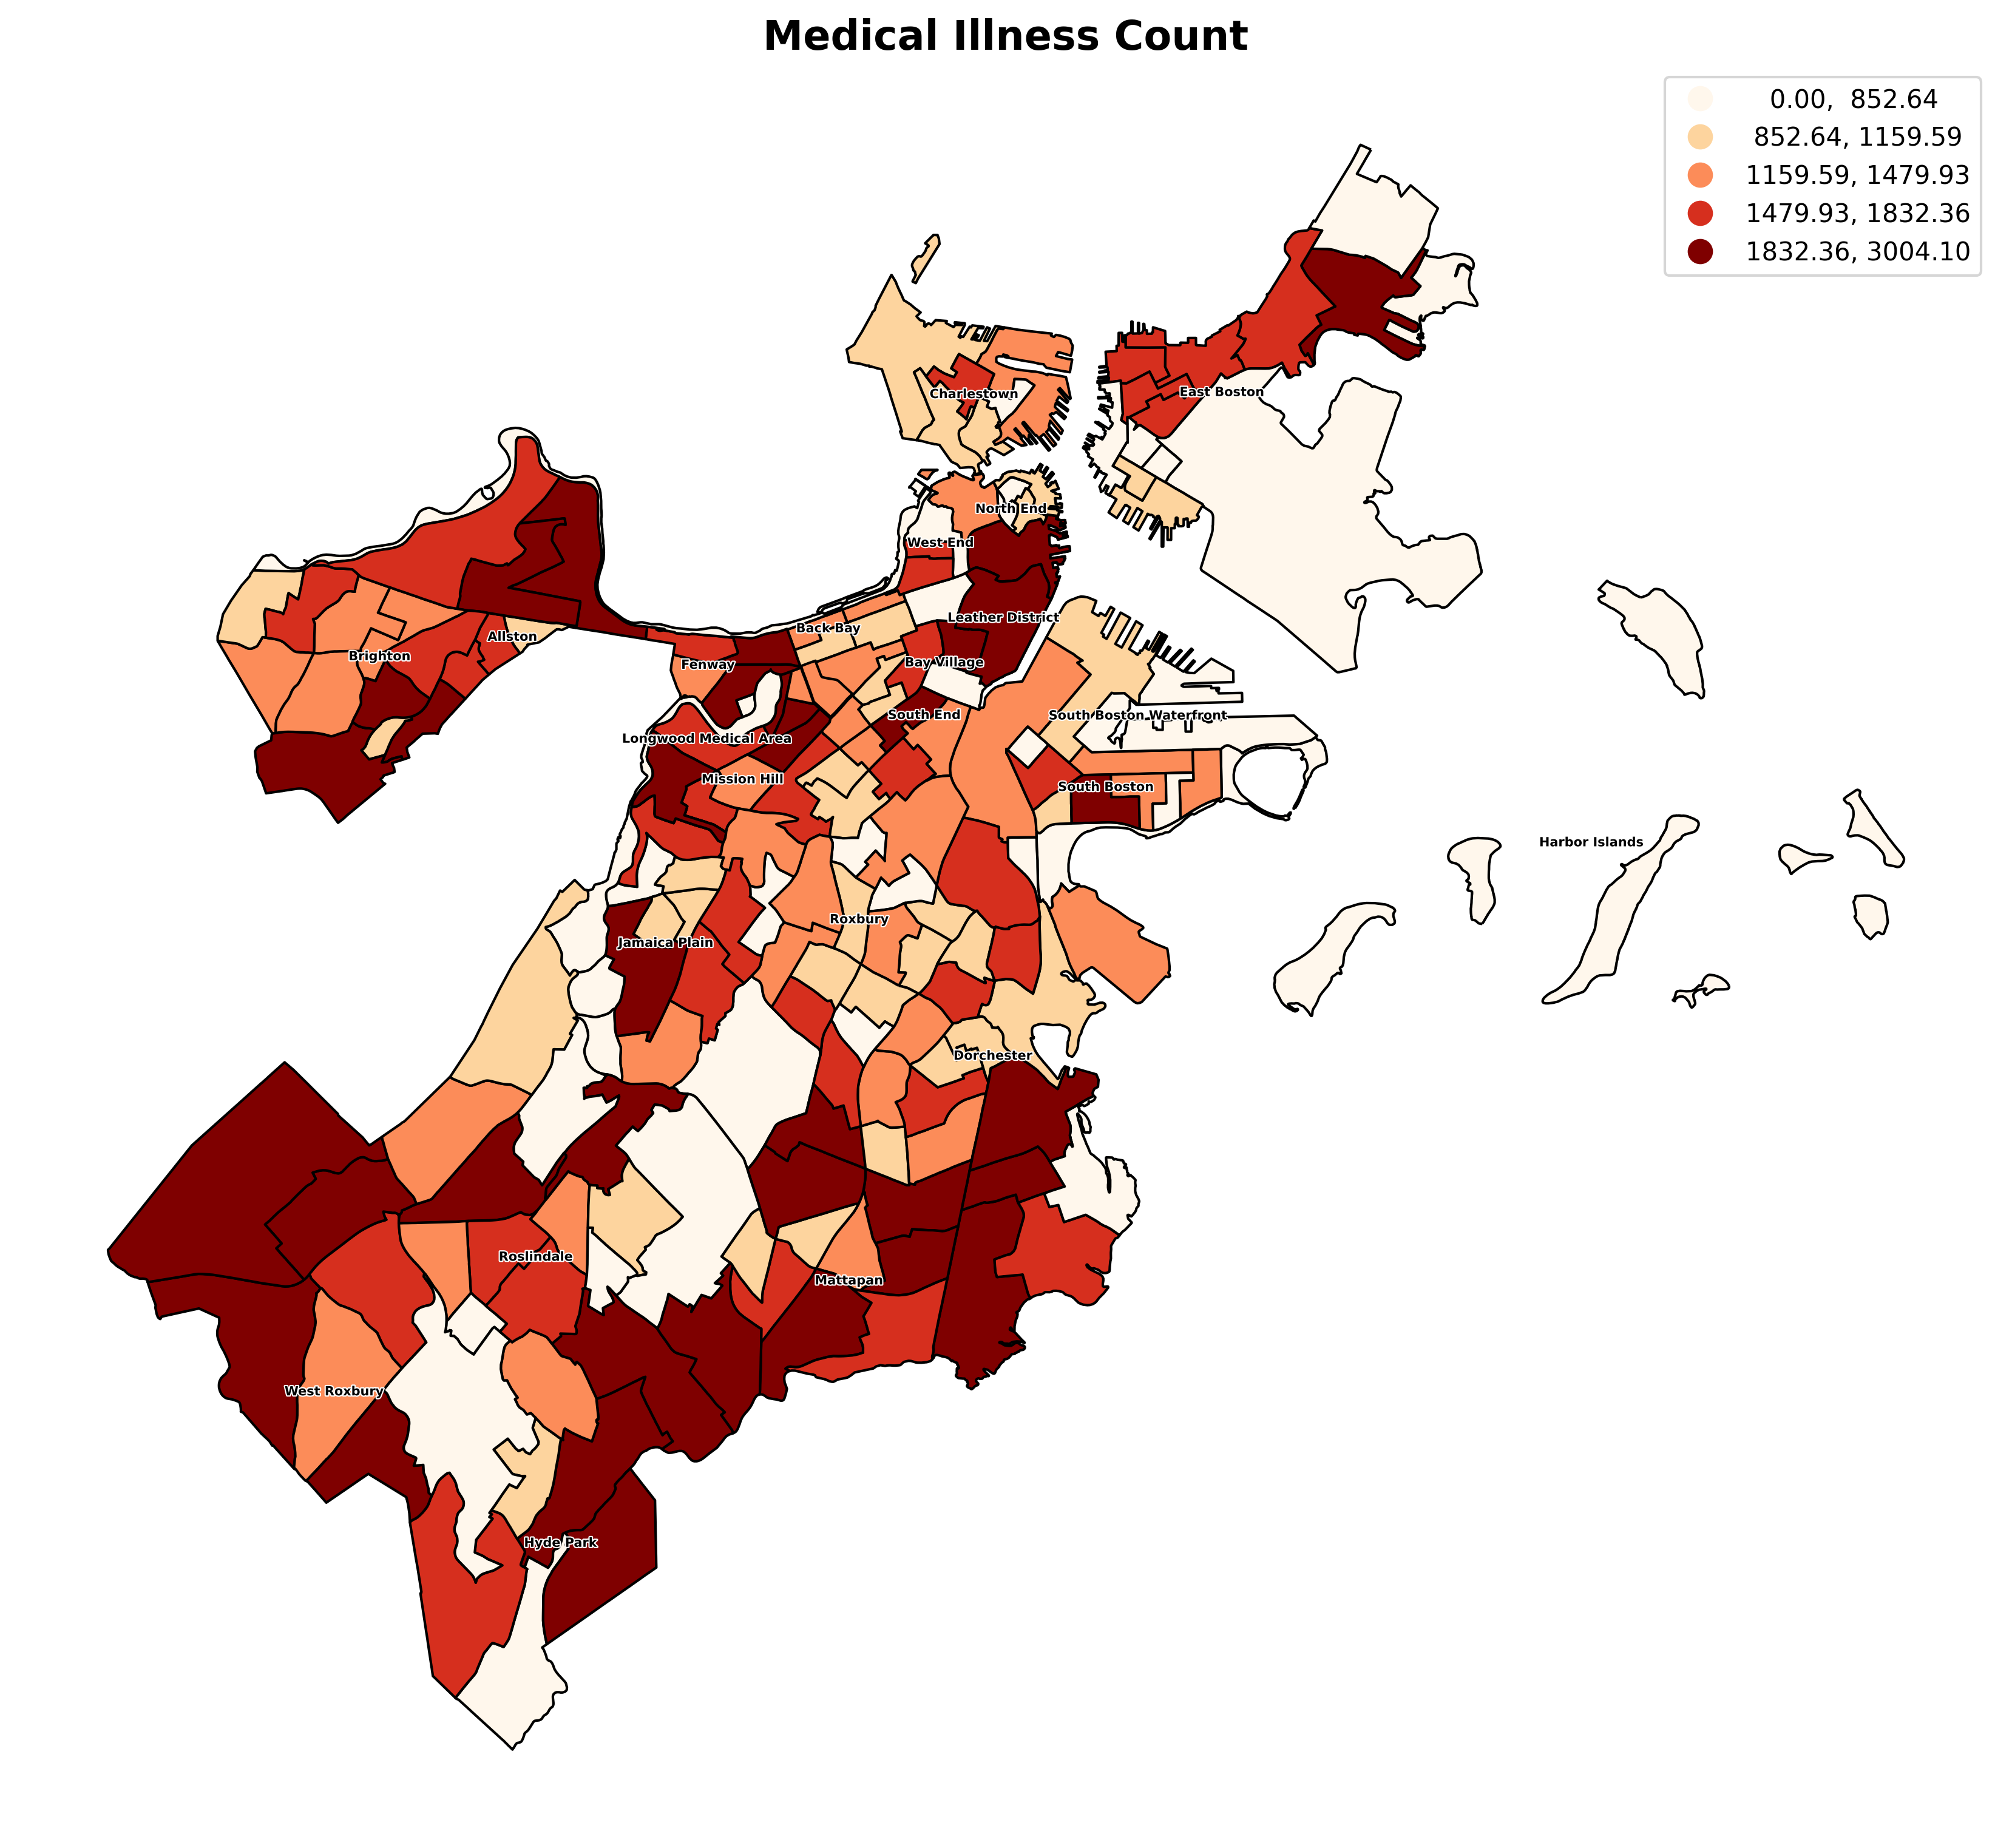 Medical Illness Count
0.00,  852.64
852.64, 1159.59
1159.59, 1479.93
1479.93, 1832.36
1832.36, 3004.10
Charlestown
East Boston
North End
West End
Leather District
Back Bay
Allston
Brighton
Fenway
Bay Village
South End
South Boston Waterfront
Longwood Medical Area
Mission Hill
South Boston
Harbor Islands
Roxbury
Jamaica Plain
Dorchester
Roslindale
Mattapan
West Roxbury
Hyde Park